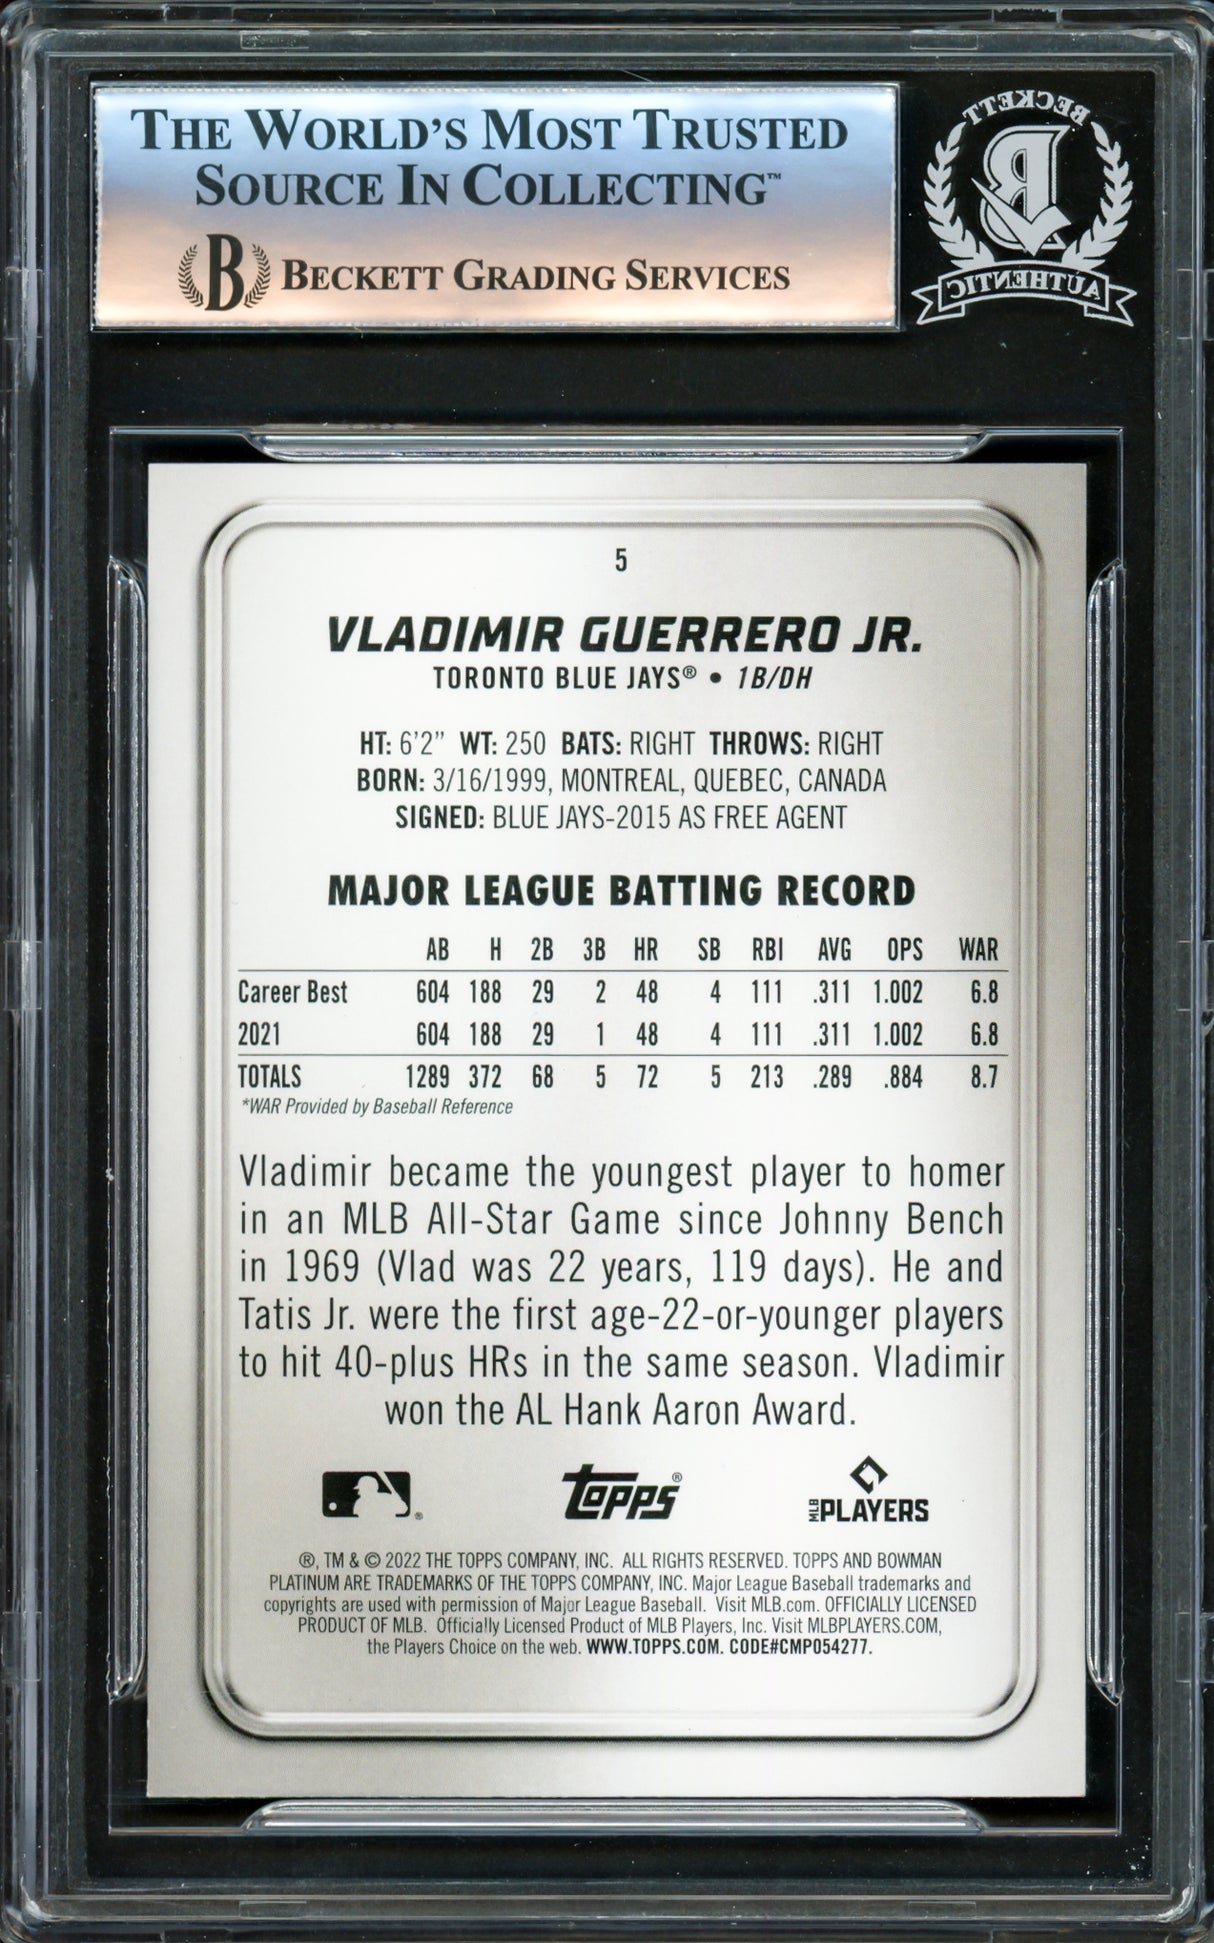 THE WORLD'S MOST TRUSTED
SOURCE IN COLLECTING™
B BECKETT GRADING SERVICES
BECKETT
B
AUTHENTIC
5
VLADIMIR GUERRERO JR.
TORONTO BLUE JAYS® • 1B/DH
HT: 6'2" WT: 250 BATS: RIGHT THROWS: RIGHT
BORN: 3/16/1999, MONTREAL, QUEBEC, CANADA
SIGNED: BLUE JAYS-2015 AS FREE AGENT
MAJOR LEAGUE BATTING RECORD
AB H 2B 3B HR SB RBI AVG OPS WAR
Career Best 604 188 29 2 48 4 111 .311 1.002 6.8
2021 604 188 29 1 48 4 111 .311 1.002 6.8
TOTALS 1289 372 68 5 72 5 213 .289 .884 8.7
*WAR Provided by Baseball Reference
Vladimir became the youngest player to homer
in an MLB All-Star Game since Johnny Bench
in 1969 (Vlad was 22 years, 119 days). He and
Tatis Jr. were the first age-22-or-younger players
to hit 40-plus HRs in the same season. Vladimir
won the AL Hank Aaron Award.
® topps® MLB PLAYERS
®, TM & © 2022 THE TOPPS COMPANY, INC. ALL RIGHTS RESERVED. TOPPS AND BOWMAN
PLATINUM ARE TRADEMARKS OF THE TOPPS COMPANY, INC. Major League Baseball trademarks and
copyrights are used with permission of Major League Baseball. Visit MLB.com. OFFICIALLY LICENSED
PRODUCT OF MLB. Officially Licensed Product of MLB Players, Inc. Visit MLBPLAYERS.COM,
the Players Choice on the web. WWW.TOPPS.COM. CODE#CMP054277.